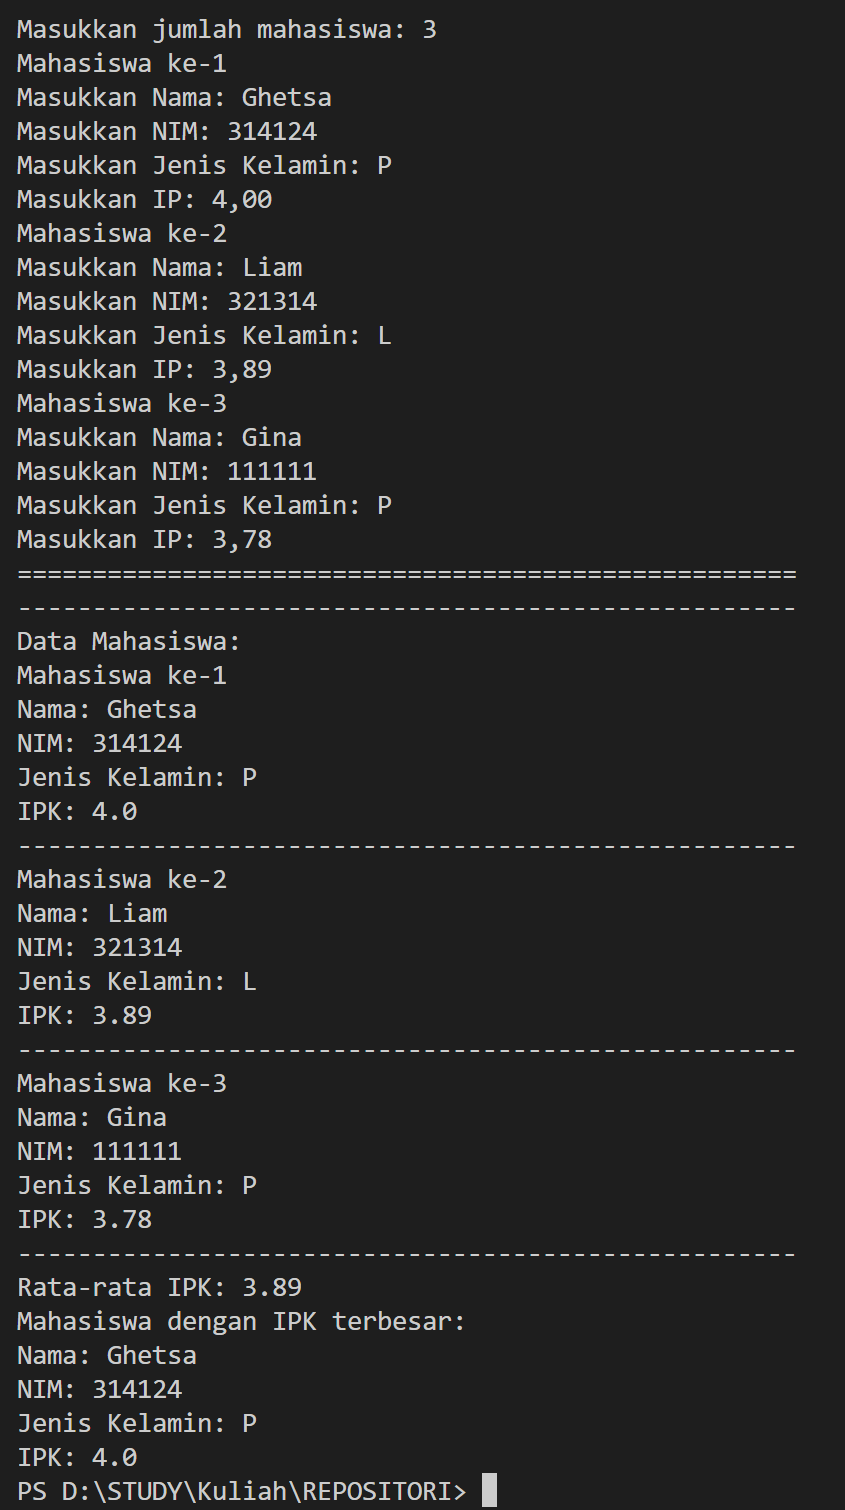 Masukkan jumlah mahasiswa: 3
Mahasiswa ke-1
Masukkan Nama: Ghetsa
Masukkan NIM: 314124
Masukkan Jenis Kelamin: P
Masukkan IP: 4,00
Mahasiswa ke-2
Masukkan Nama: Liam
Masukkan NIM: 321314
Masukkan Jenis Kelamin: L
Masukkan IP: 3,89
Mahasiswa ke-3
Masukkan Nama: Gina
Masukkan NIM: 111111
Masukkan Jenis Kelamin: P
Masukkan IP: 3,78
====================================================
----------------------------------------------------
Data Mahasiswa:
Mahasiswa ke-1
Nama: Ghetsa
NIM: 314124
Jenis Kelamin: P
IPK: 4.0
----------------------------------------------------
Mahasiswa ke-2
Nama: Liam
NIM: 321314
Jenis Kelamin: L
IPK: 3.89
----------------------------------------------------
Mahasiswa ke-3
Nama: Gina
NIM: 111111
Jenis Kelamin: P
IPK: 3.78
----------------------------------------------------
Rata-rata IPK: 3.89
Mahasiswa dengan IPK terbesar:
Nama: Ghetsa
NIM: 314124
Jenis Kelamin: P
IPK: 4.0
PS D:\STUDY\Kuliah\REPOSITORI>